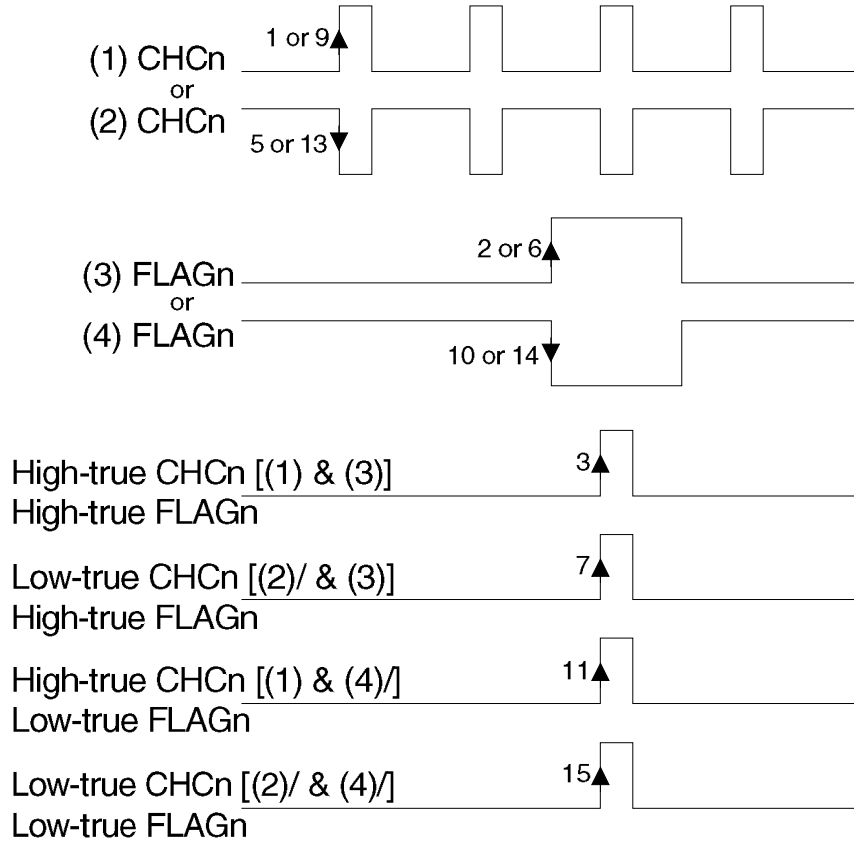 1 or 9
(1) CHCn
or
(2) CHCn
5 or 13
2 or 6
(3) FLAGn
or
(4) FLAGn
10 or 14
3
High-true CHCn [(1) & (3)]
High-true FLAGn
7
Low-true CHCn [(2)/ & (3)]
High-true FLAGn
11
High-true CHCn [(1) & (4)/]
Low-true FLAGn
15
Low-true CHCn [(2)/ & (4)/]
Low-true FLAGn